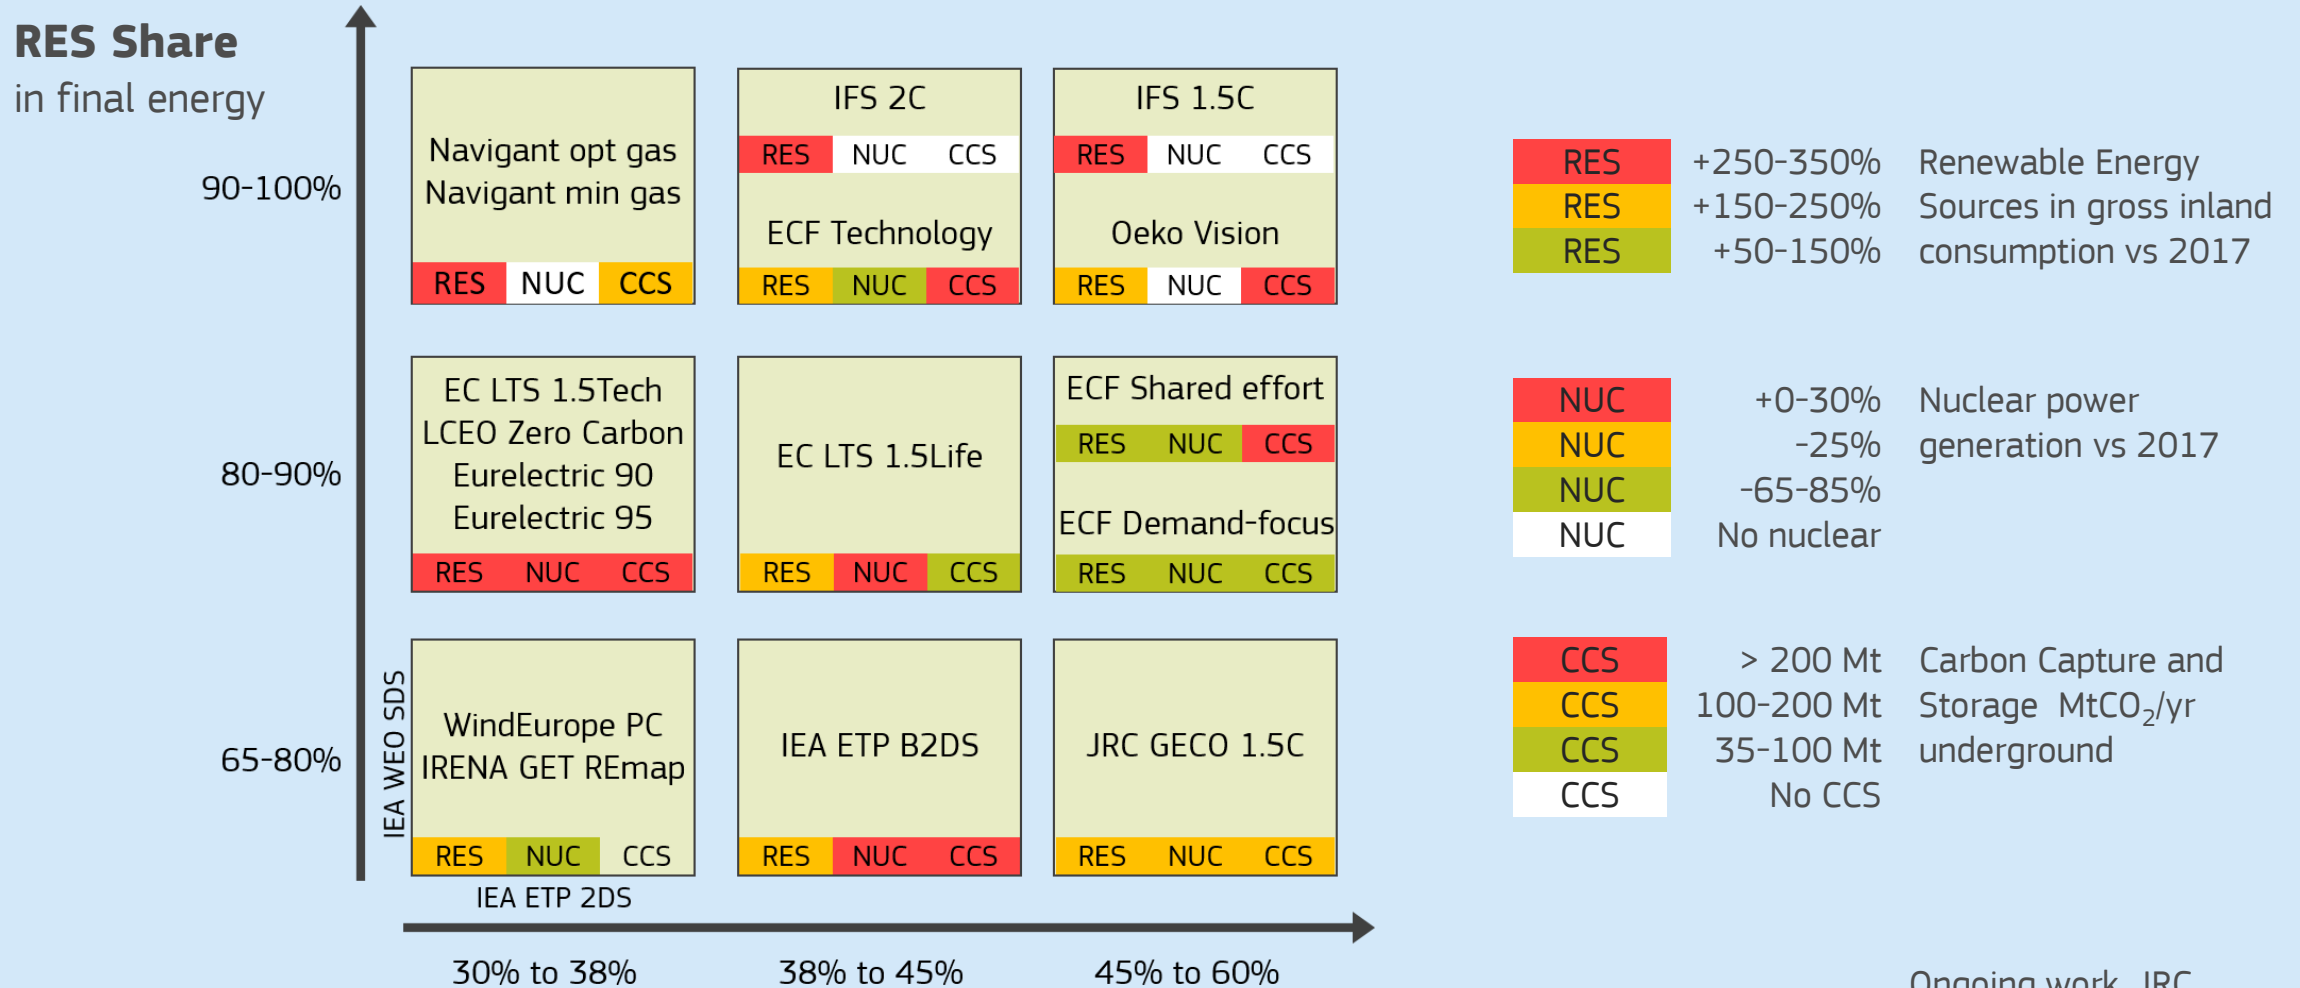 RES Share
in final energy
90-100%
80-90%
65-80%
Navigant opt gas
Navigant min gas
RES NUC CCS
IFS 2C
RES NUC CCS
ECF Technology
RES NUC CCS
IFS 1.5C
RES NUC CCS
Oeko Vision
RES NUC CCS
EC LTS 1.5Tech
LCEO Zero Carbon
Eurelectric 90
Eurelectric 95
RES NUC CCS
EC LTS 1.5Life
RES NUC CCS
ECF Shared effort
RES NUC CCS
ECF Demand-focus
RES NUC CCS
IEA WEO SDS
WindEurope PC
IRENA GET REmap
RES NUC CCS
IEA ETP B2DS
RES NUC CCS
JRC GECO 1.5C
RES NUC CCS
IEA ETP 2DS
30% to 38%
38% to 45%
45% to 60%
RES +250-350% Renewable Energy
RES +150-250% Sources in gross inland
RES +50-150% consumption vs 2017
NUC +0-30% Nuclear power
NUC -25% generation vs 2017
NUC -65-85%
NUC No nuclear
CCS > 200 Mt Carbon Capture and
CCS 100-200 Mt Storage MtCO₂/yr
CCS 35-100 Mt underground
CCS No CCS
Ongoing work JRC